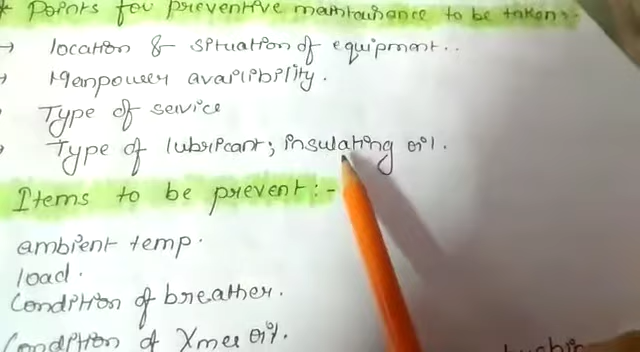 * Points for preventive maintainance to be taken:-
→ location & situation of equipment..
→ Manpower availibility.
Type of service
Type of lubricant; insulating oil.
Items to be prevent:-
ambient temp.
load.
Condition of breather.
Condition of Xmer oil.